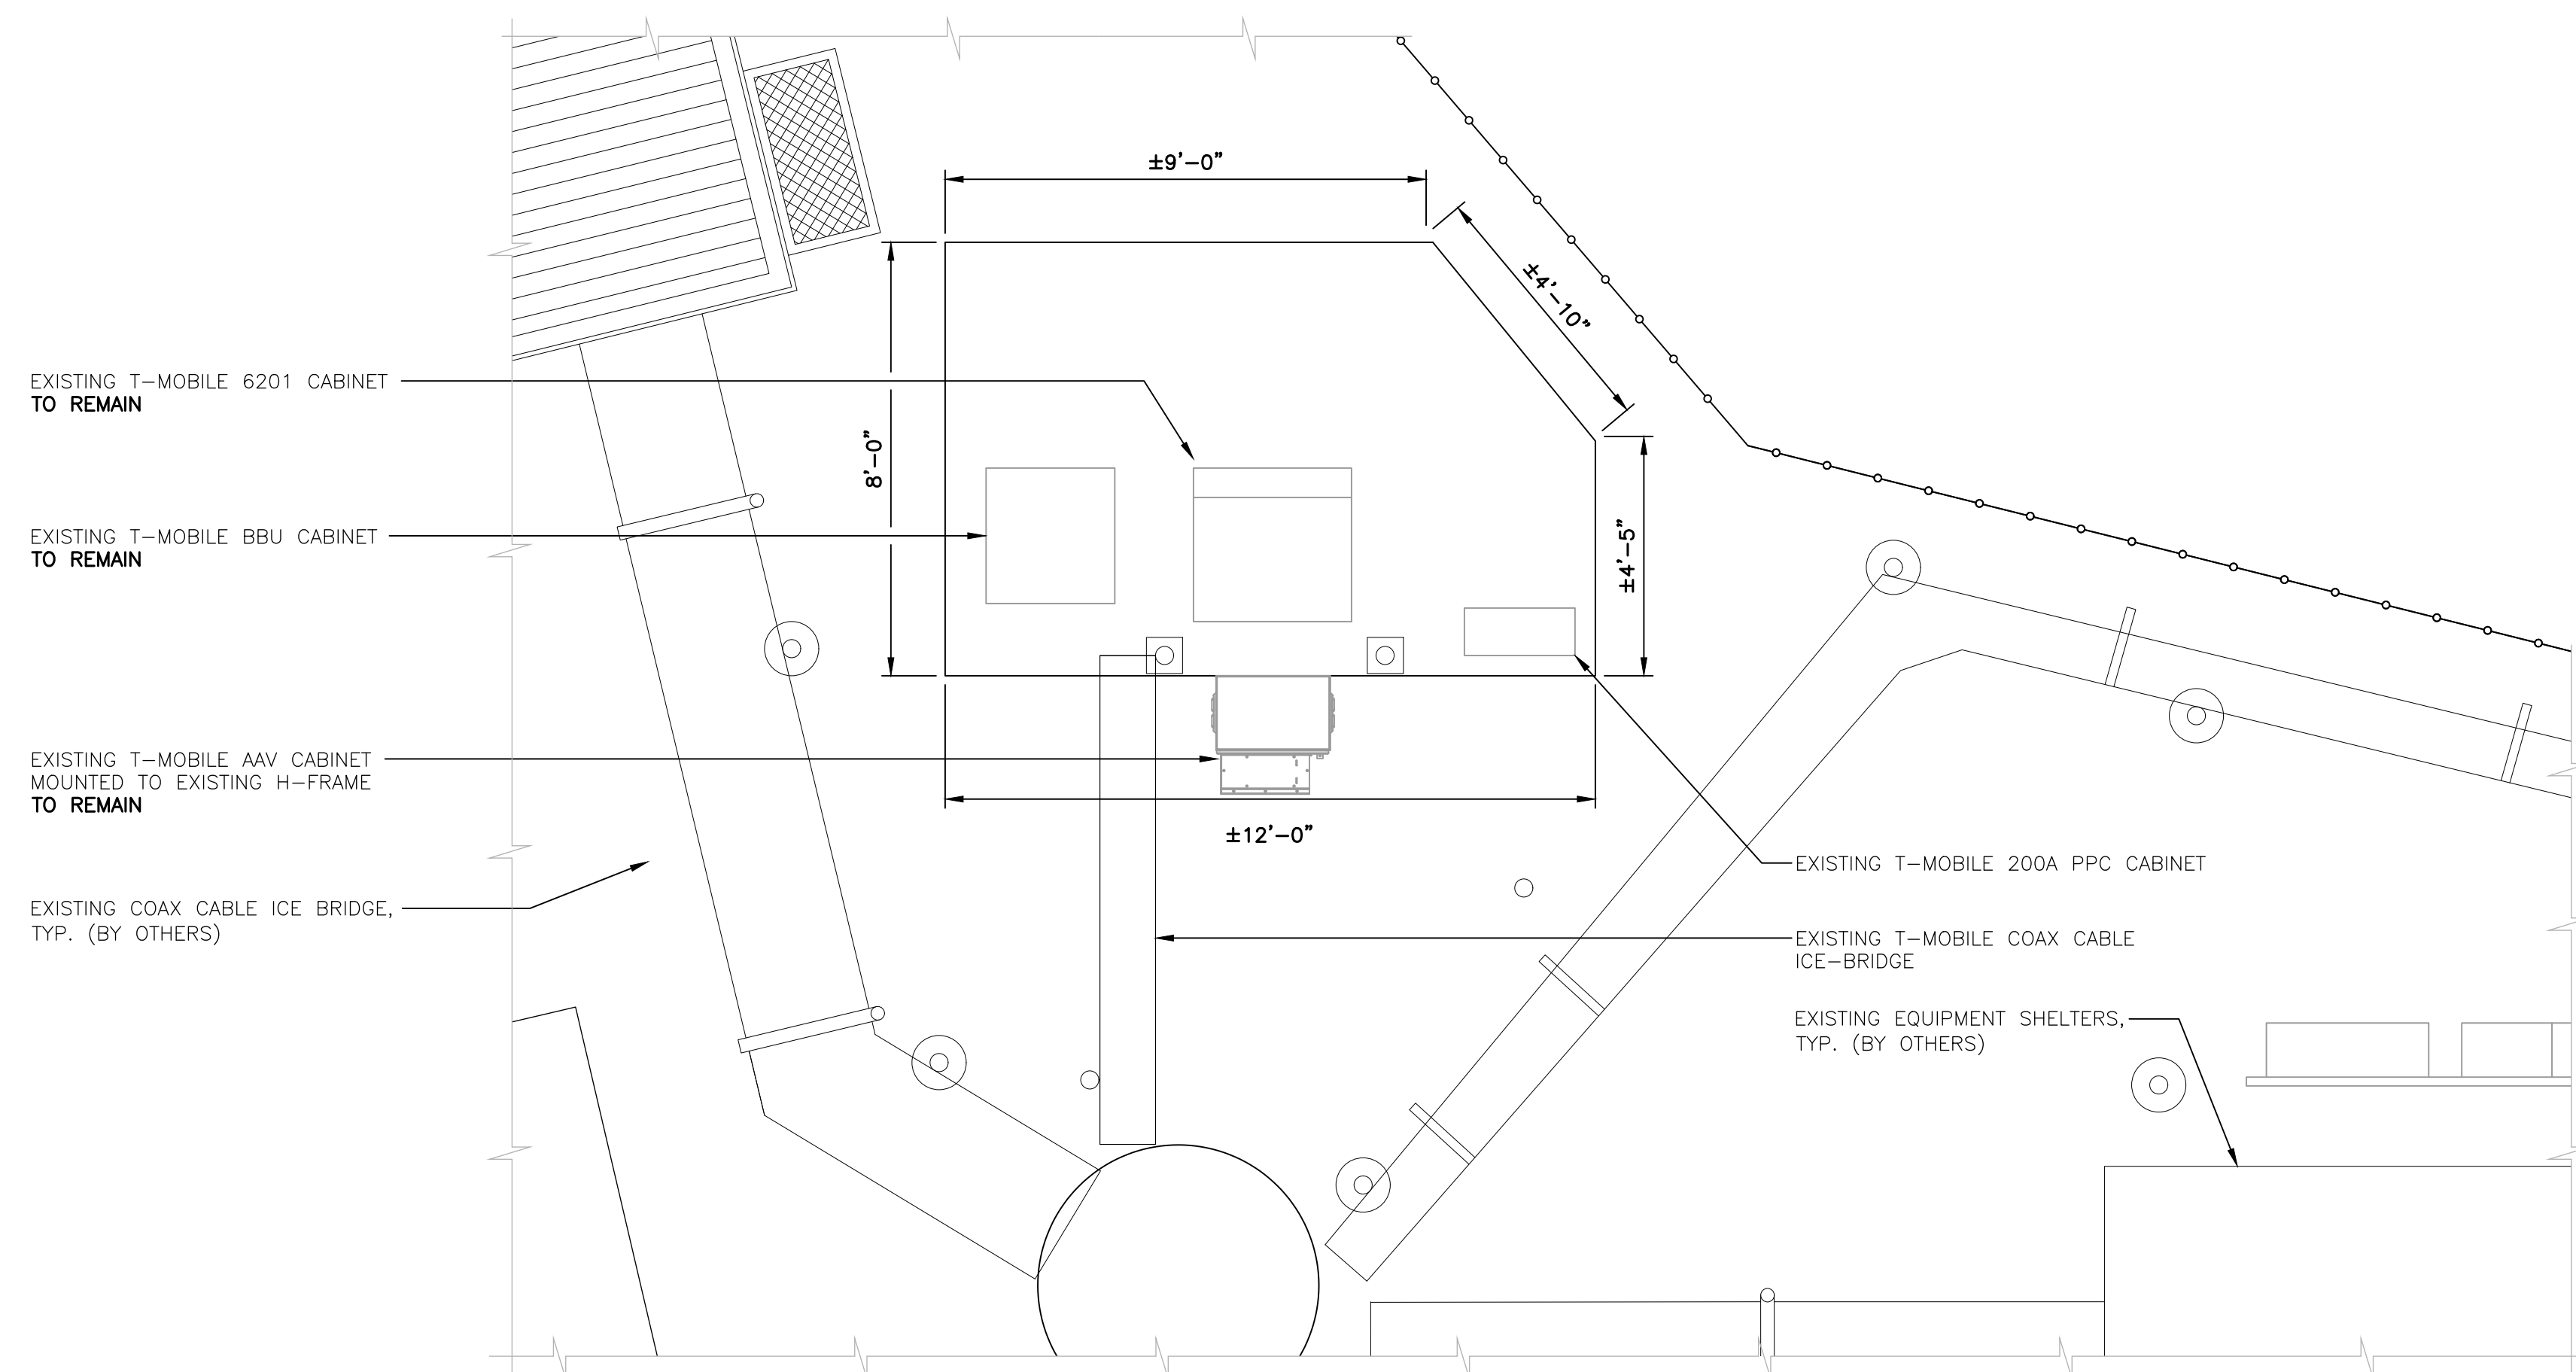 ±9'-0"
±4'-10"
EXISTING T-MOBILE 6201 CABINET
TO REMAIN
8'-0"
±4'-5"
EXISTING T-MOBILE BBU CABINET
TO REMAIN
EXISTING T-MOBILE AAV CABINET
MOUNTED TO EXISTING H-FRAME
TO REMAIN
±12'-0"
EXISTING T-MOBILE 200A PPC CABINET
EXISTING COAX CABLE ICE BRIDGE,
TYP. (BY OTHERS)
EXISTING T-MOBILE COAX CABLE
ICE-BRIDGE
EXISTING EQUIPMENT SHELTERS,
TYP. (BY OTHERS)